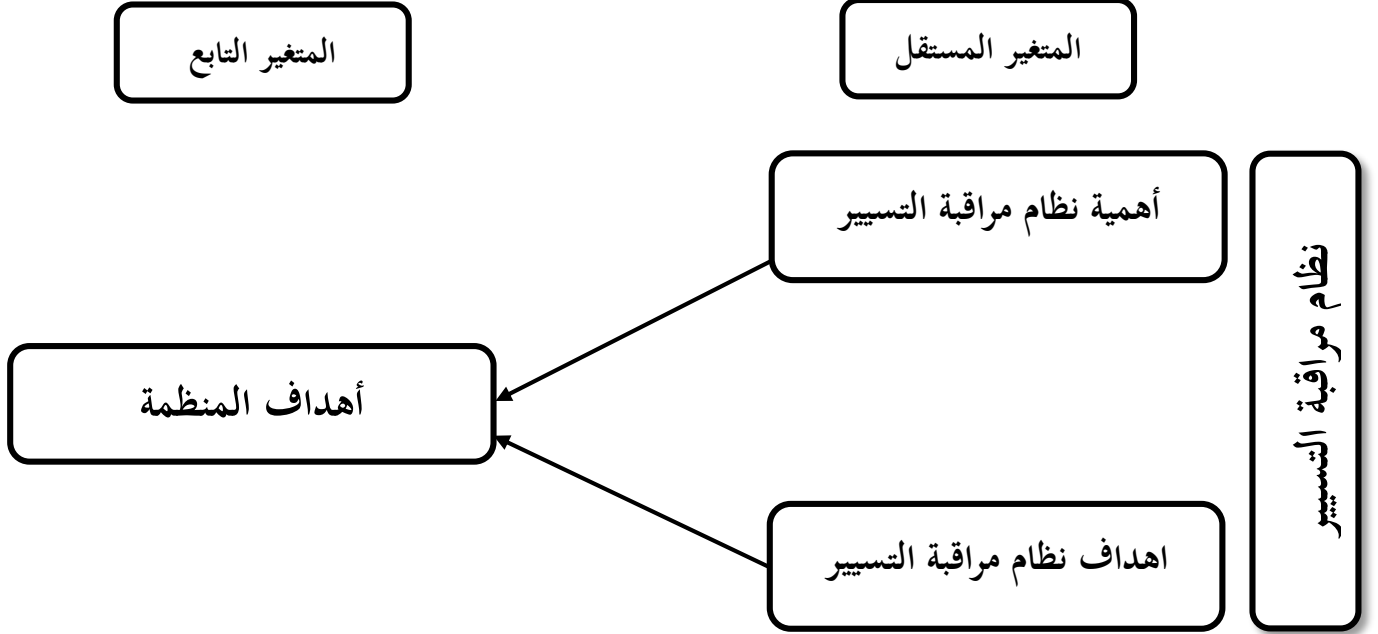 المتغير المستقل
المتغير التابع
نظام مراقبة التسيير
أهمية نظام مراقبة التسيير
أهداف المنظمة
اهداف نظام مراقبة التسيير